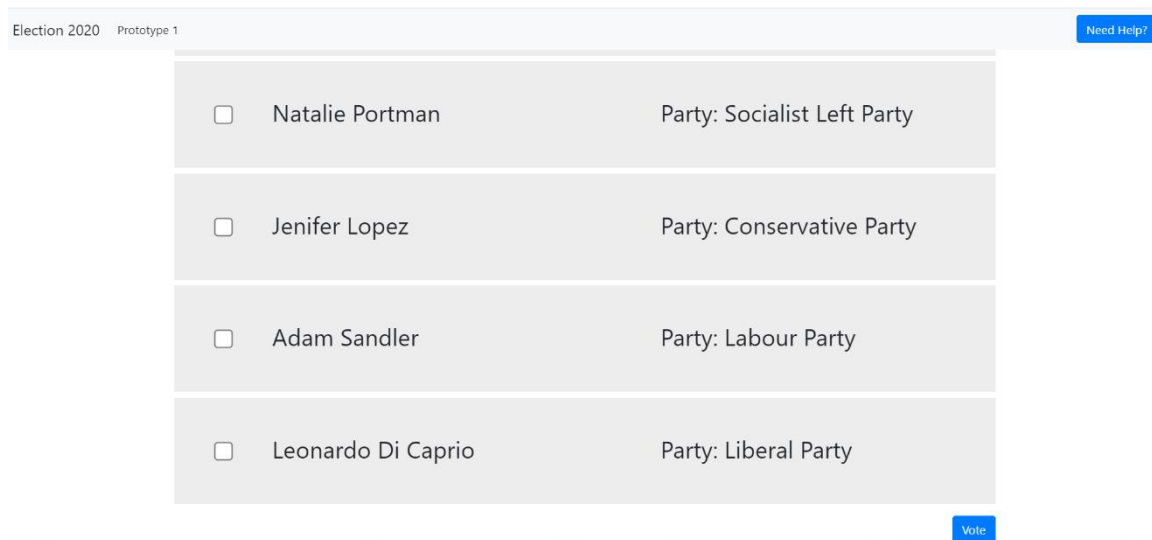 Election 2020 Prototype 1 Need Help?
Natalie Portman Party: Socialist Left Party
Jenifer Lopez Party: Conservative Party
Adam Sandler Party: Labour Party
Leonardo Di Caprio Party: Liberal Party
Vote